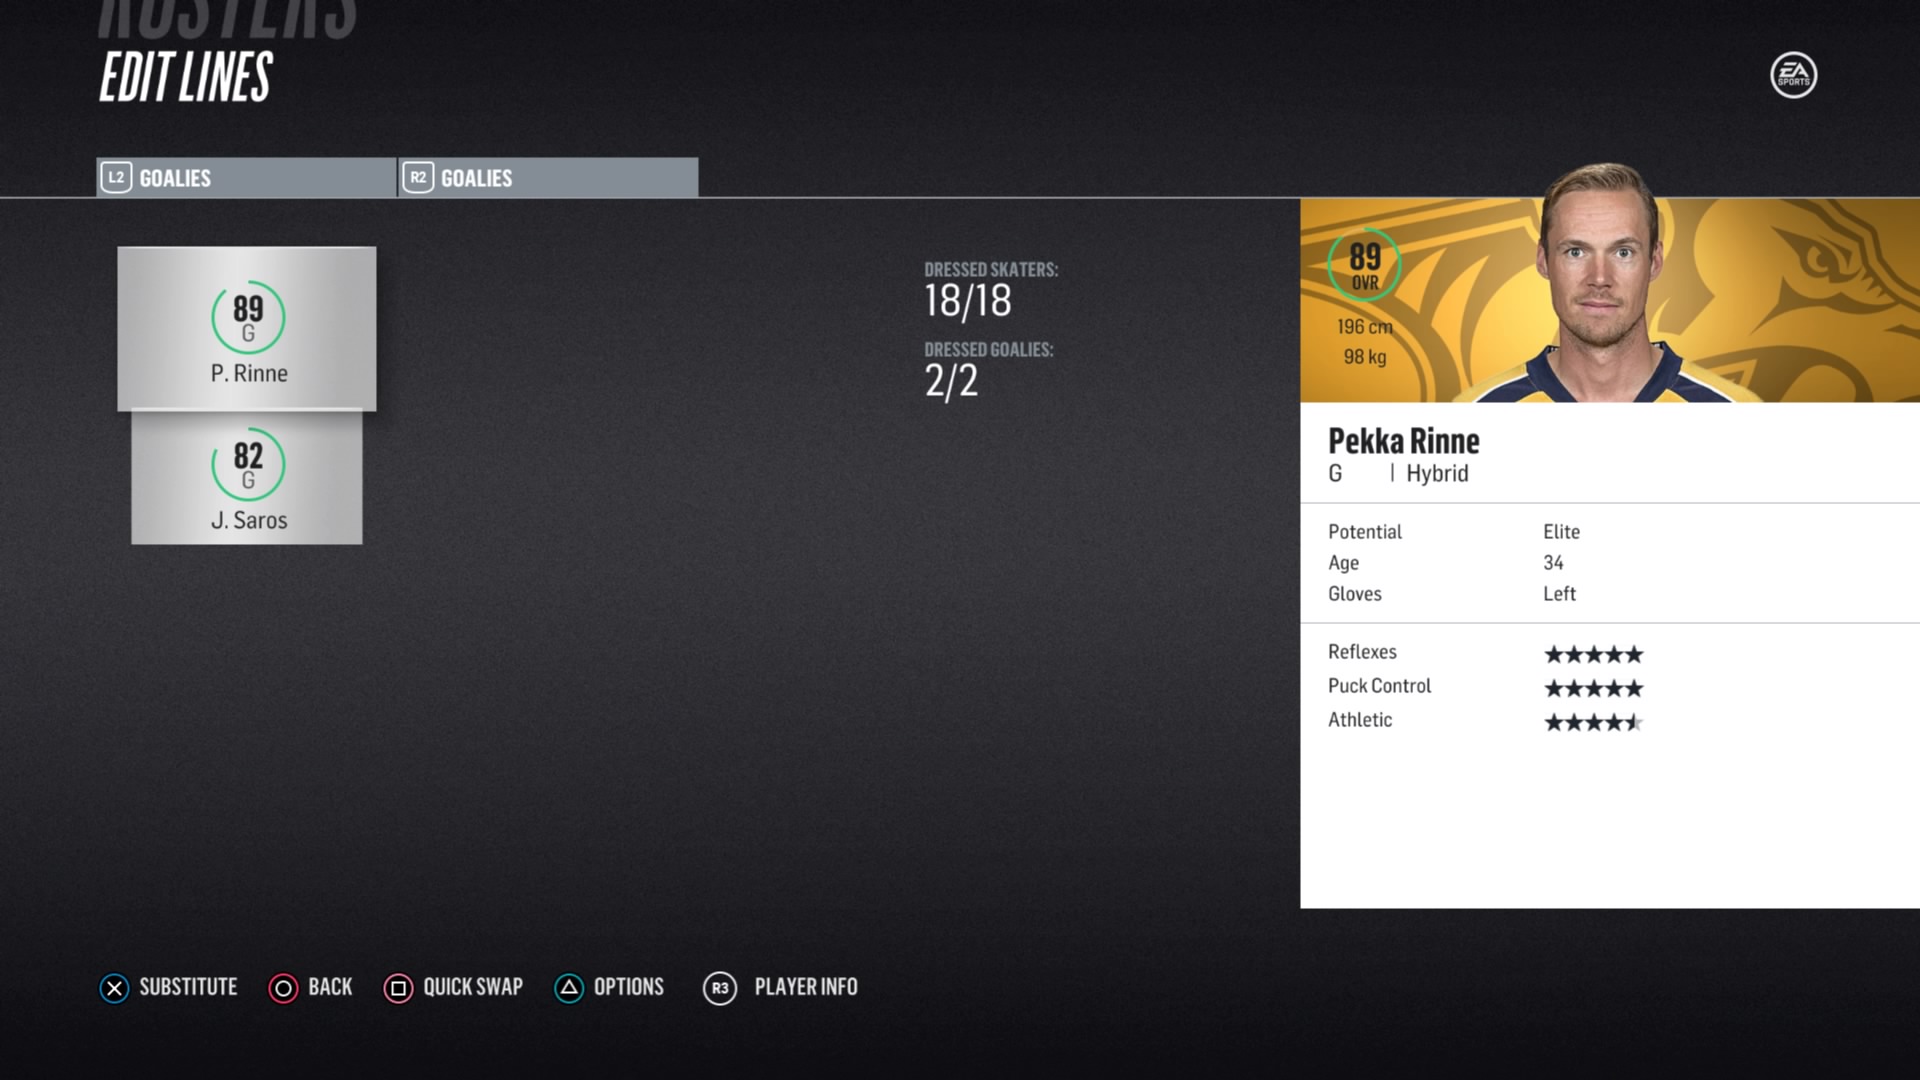 ROSTERS
EDIT LINES
EA
SPORTS
L2 GOALIES
R2 GOALIES
89
G
P. Rinne
82
G
J. Saros
DRESSED SKATERS:
18/18
DRESSED GOALIES:
2/2
89
OVR
196 cm
98 kg
Pekka Rinne
G | Hybrid
Potential Elite
Age 34
Gloves Left
Reflexes
Puck Control
Athletic
SUBSTITUTE BACK QUICK SWAP OPTIONS R3 PLAYER INFO